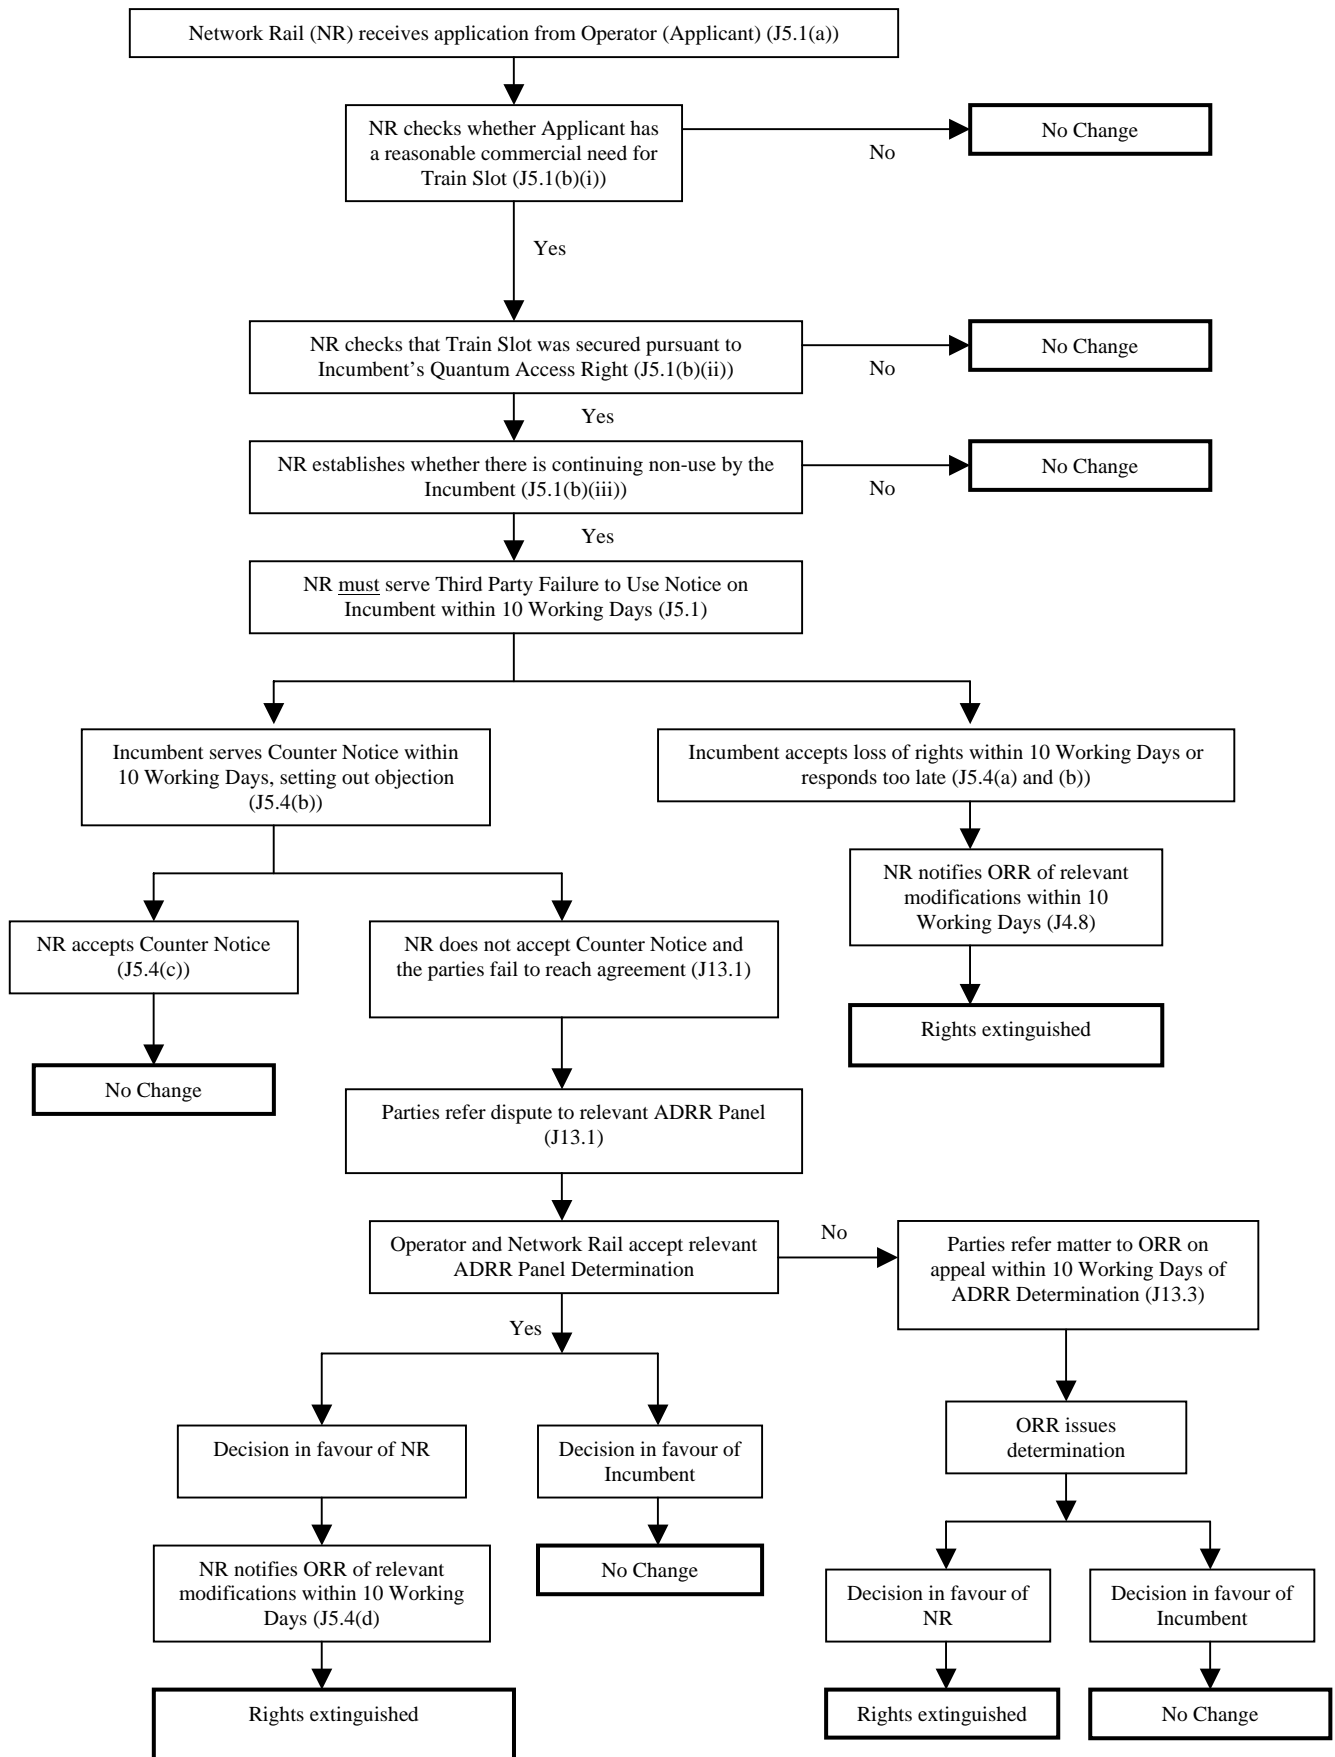 Network Rail (NR) receives application from Operator (Applicant) (J5.1(a))
NR checks whether Applicant has
a reasonable commercial need for
Train Slot (J5.1(b)(i))
No
No Change
Yes
NR checks that Train Slot was secured pursuant to
Incumbent’s Quantum Access Right (J5.1(b)(ii))
No
No Change
Yes
NR establishes whether there is continuing non-use by the
Incumbent (J5.1(b)(iii))
No
No Change
Yes
NR must serve Third Party Failure to Use Notice on
Incumbent within 10 Working Days (J5.1)
Incumbent serves Counter Notice within
10 Working Days, setting out objection
(J5.4(b))
Incumbent accepts loss of rights within 10 Working Days or
responds too late (J5.4(a) and (b))
NR notifies ORR of relevant
modifications within 10
Working Days (J4.8)
Rights extinguished
NR accepts Counter Notice
(J5.4(c))
No Change
NR does not accept Counter Notice and
the parties fail to reach agreement (J13.1)
Parties refer dispute to relevant ADRR Panel
(J13.1)
Operator and Network Rail accept relevant
ADRR Panel Determination
No
Parties refer matter to ORR on
appeal within 10 Working Days of
ADRR Determination (J13.3)
Yes
Decision in favour of NR
Decision in favour of
Incumbent
ORR issues
determination
NR notifies ORR of relevant
modifications within 10 Working
Days (J5.4(d)
No Change
Decision in favour of
NR
Decision in favour of
Incumbent
Rights extinguished
Rights extinguished
No Change